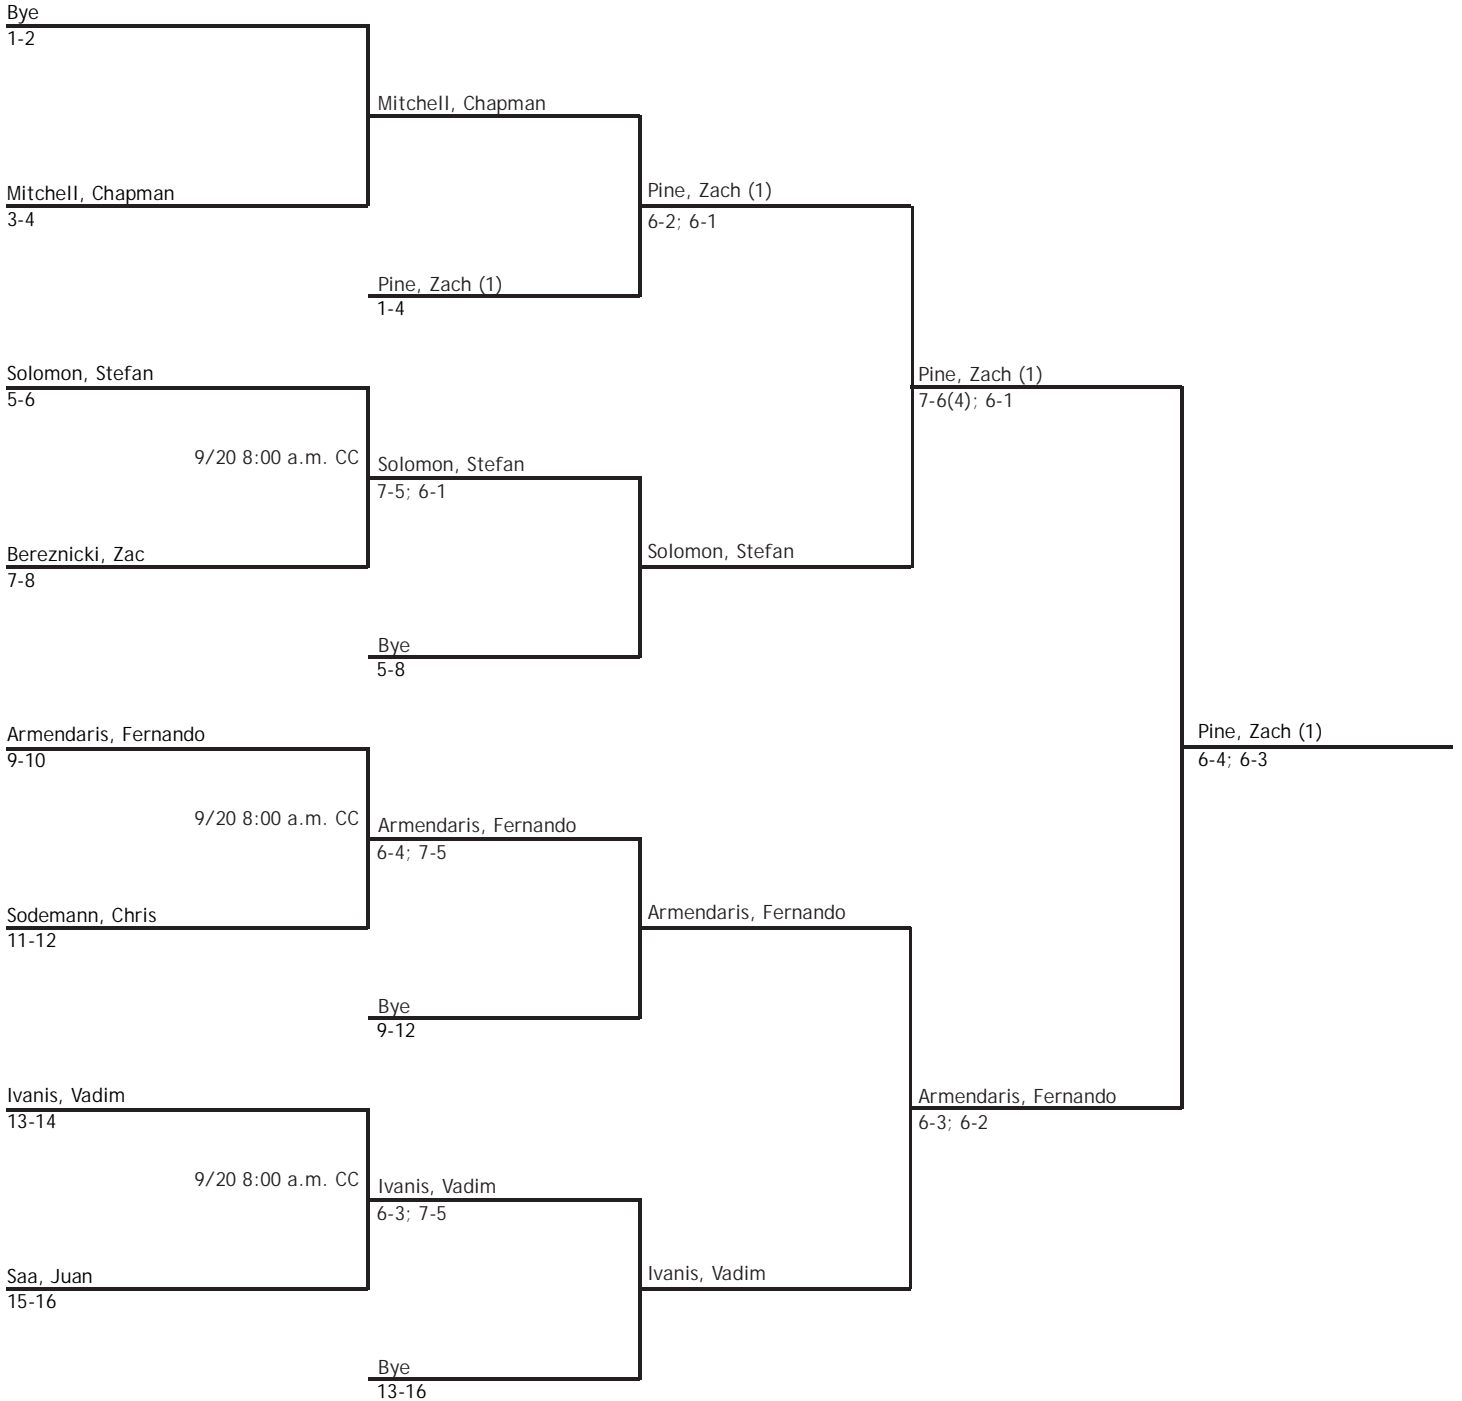 Bye
1-2
Mitchell, Chapman
Mitchell, Chapman
3-4
Pine, Zach (1)
6-2; 6-1
Pine, Zach (1)
1-4
Solomon, Stefan
5-6
Pine, Zach (1)
7-6(4); 6-1
9/20 8:00 a.m. CC
Solomon, Stefan
7-5; 6-1
Bereznicki, Zac
7-8
Solomon, Stefan
Bye
5-8
Armendaris, Fernando
9-10
Pine, Zach (1)
6-4; 6-3
9/20 8:00 a.m. CC
Armendaris, Fernando
6-4; 7-5
Sodemann, Chris
11-12
Armendaris, Fernando
Bye
9-12
Ivanis, Vadim
13-14
Armendaris, Fernando
6-3; 6-2
9/20 8:00 a.m. CC
Ivanis, Vadim
6-3; 7-5
Saa, Juan
15-16
Ivanis, Vadim
Bye
13-16